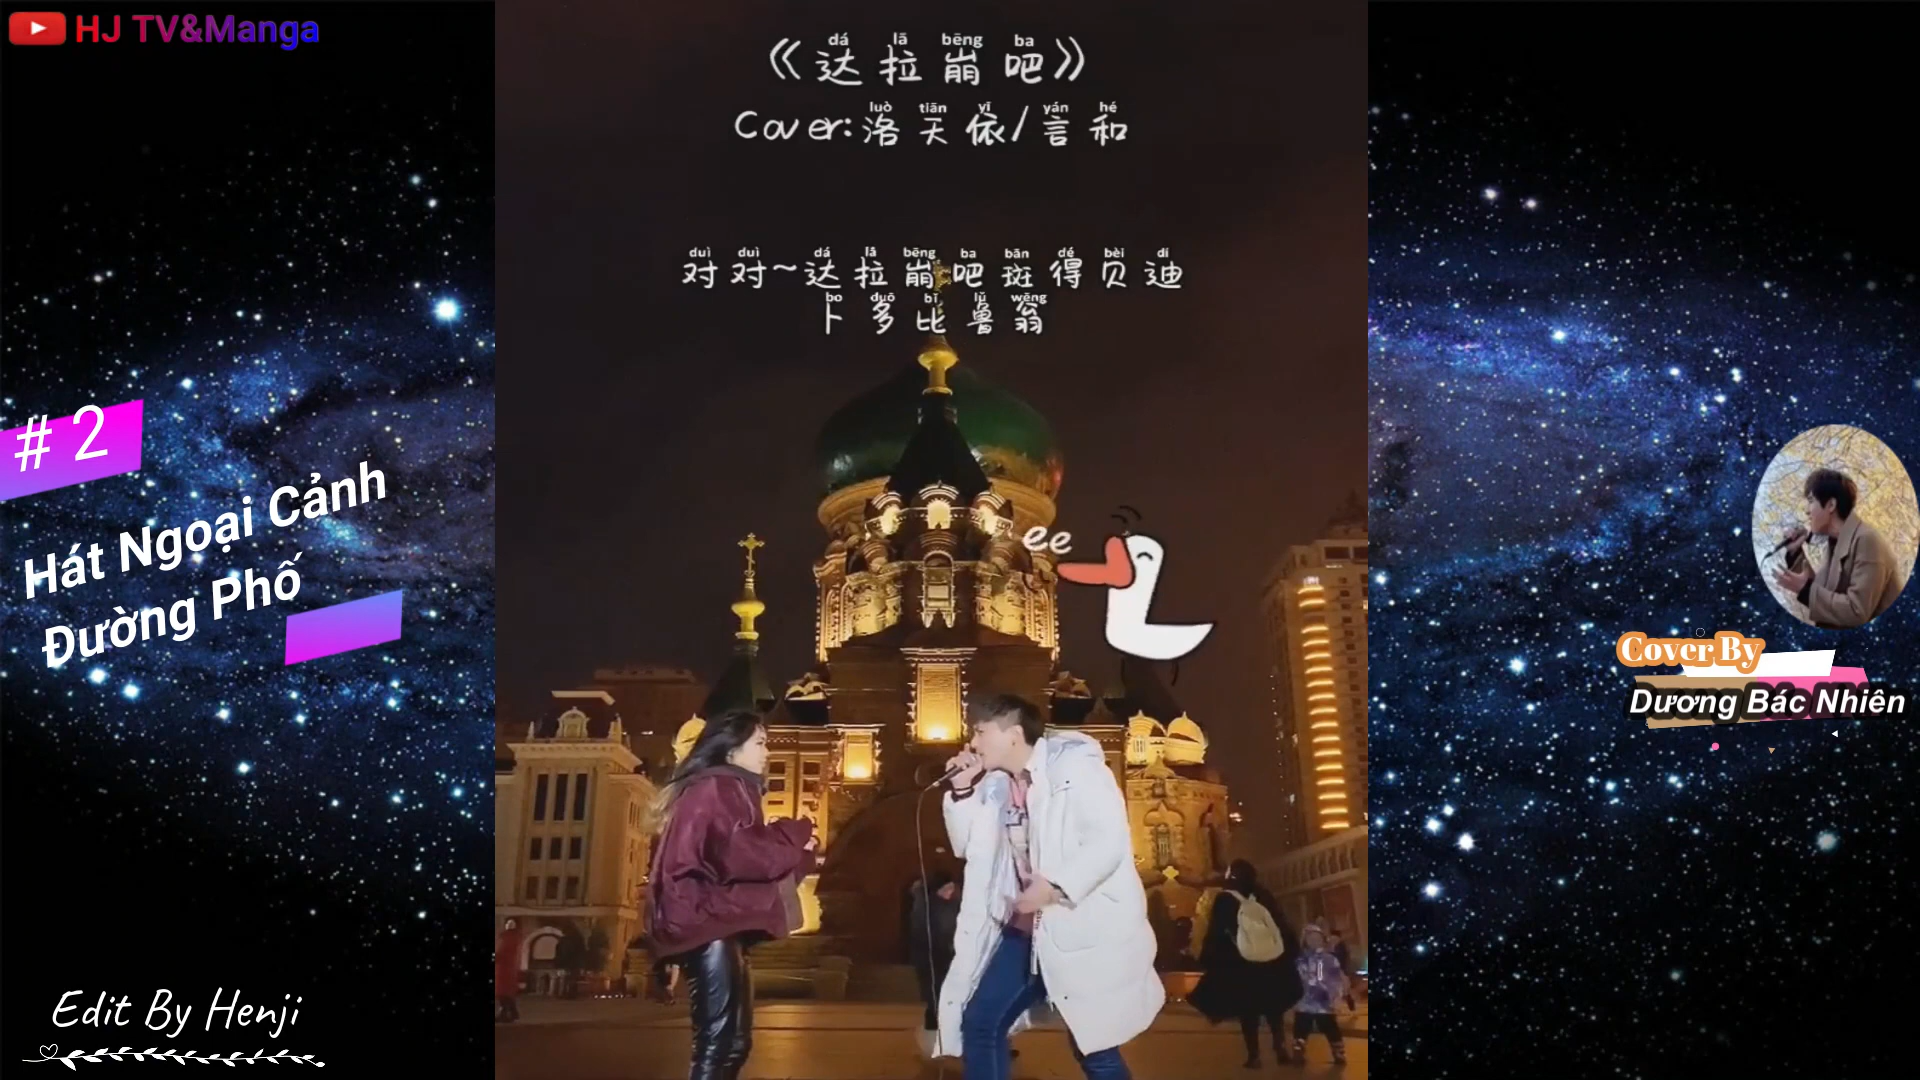 HJ TV&Manga
dá lā bēng ba
《达拉崩吧》
luò tiān yī yán hé
Cover:洛天依/言和
duì duì dá lā bēng ba bān dé bèi dí
对对~达拉崩吧斑得贝迪
bo duō bǐ lǔ wēng
卜多比鲁翁
# 2
Hát Ngoại Cảnh
Đường Phố
ee
Cover By
Dương Bác Nhiên
Edit By Henji